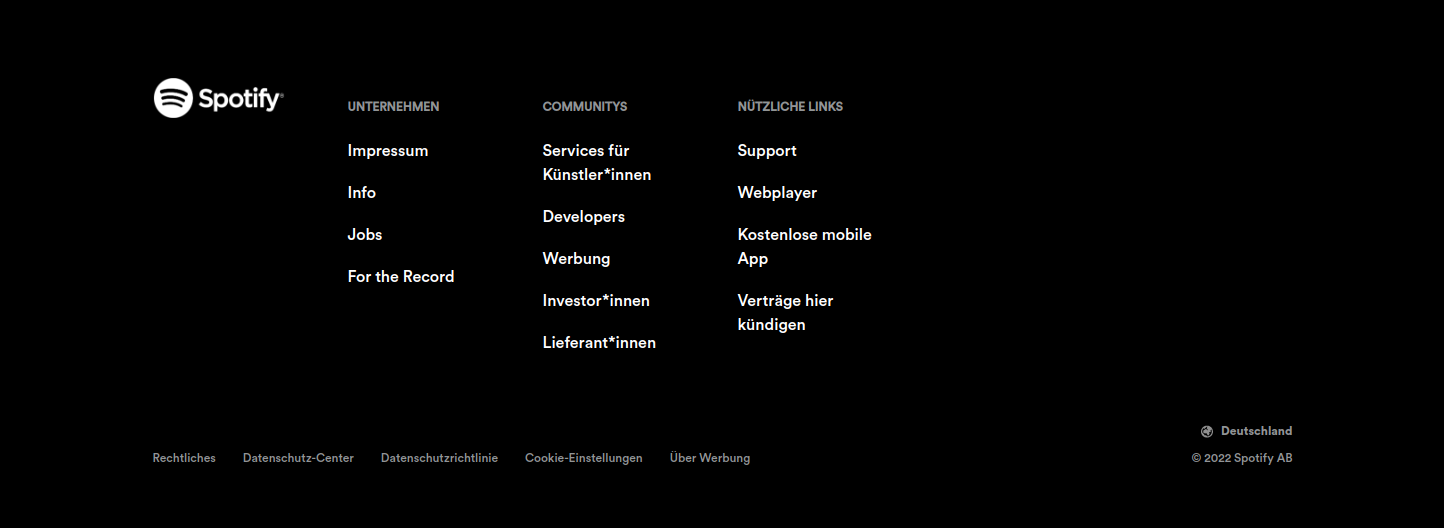 Spotify®
UNTERNEHMEN
Impressum
Info
Jobs
For the Record
COMMUNITYS
Services für
Künstler*innen
Developers
Werbung
Investor*innen
Lieferant*innen
NÜTZLICHE LINKS
Support
Webplayer
Kostenlose mobile
App
Verträge hier
kündigen
Deutschland
Rechtliches Datenschutz-Center Datenschutzrichtlinie Cookie-Einstellungen Über Werbung
© 2022 Spotify AB